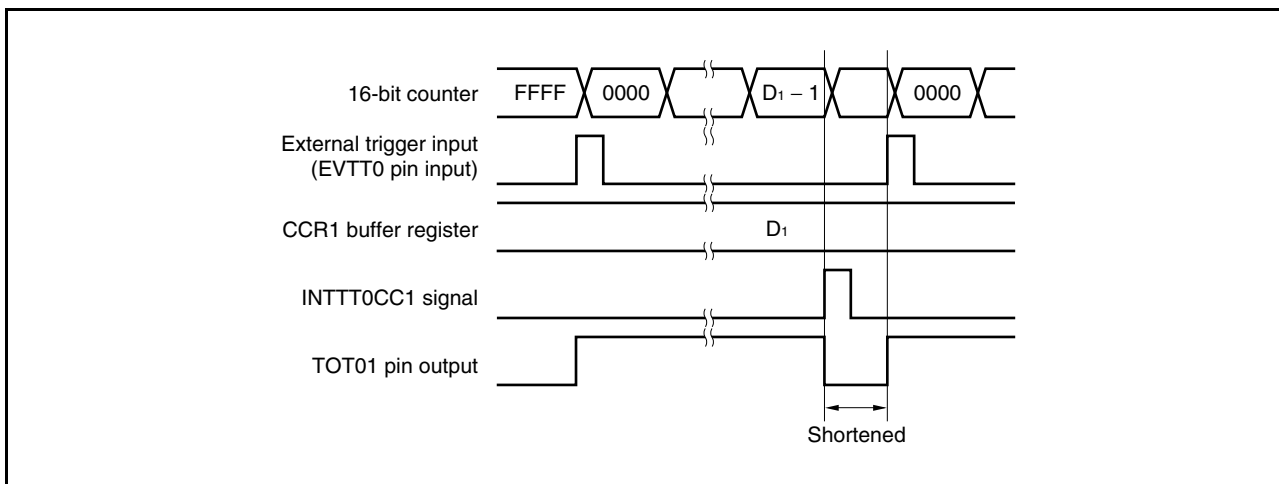 16-bit counter FFFF 0000 D₁ – 1 0000
External trigger input
(EVTT0 pin input)
CCR1 buffer register D₁
INTTT0CC1 signal
TOT01 pin output
Shortened